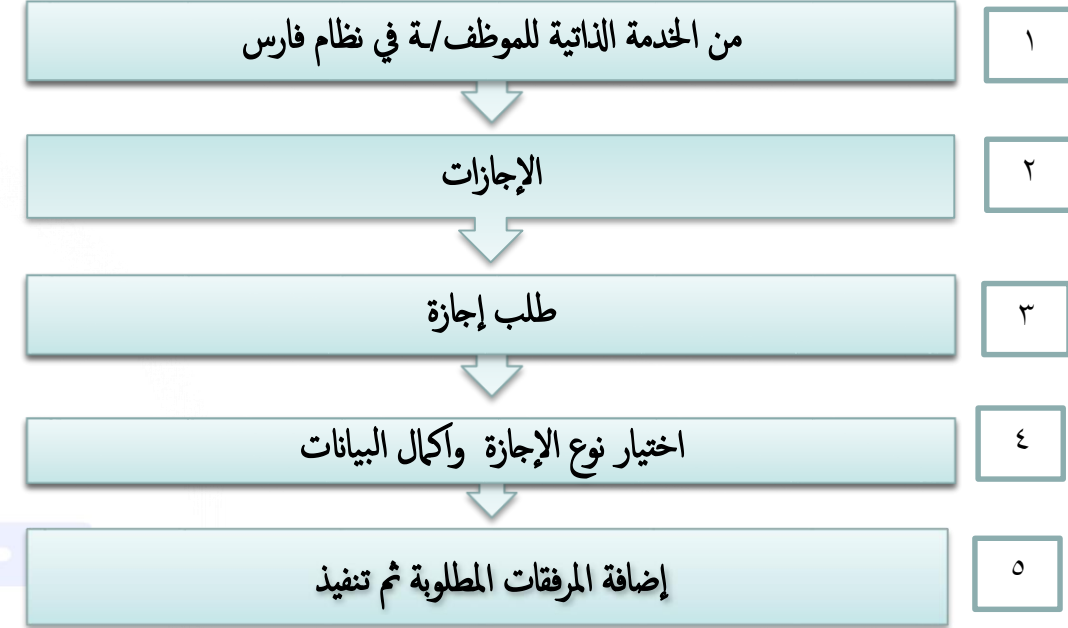 من الخدمة الذاتية للموظف/ـة في نظام فارس
١
الإجازات
٢
طلب إجازة
٣
اختيار نوع الإجازة واكمال البيانات
٤
إضافة المرفقات المطلوبة ثم تنفيذ
٥